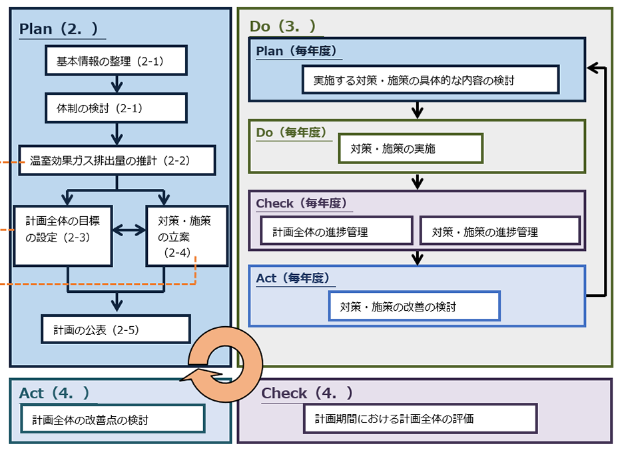 Plan(2．)
基本情報の整理(2-1)
体制の検討(2-1)
温室効果ガス排出量の推計(2-2)
計画全体の目標
の設定(2-3)
対策・施策
の立案
(2-4)
計画の公表(2-5)
Do(3．)
Plan(毎年度)
実施する対策・施策の具体的な内容の検討
Do(毎年度)
対策・施策の実施
Check(毎年度)
計画全体の進捗管理
対策・施策の進捗管理
Act(毎年度)
対策・施策の改善の検討
Act(4．)
計画全体の改善点の検討
Check(4．)
計画期間における計画全体の評価